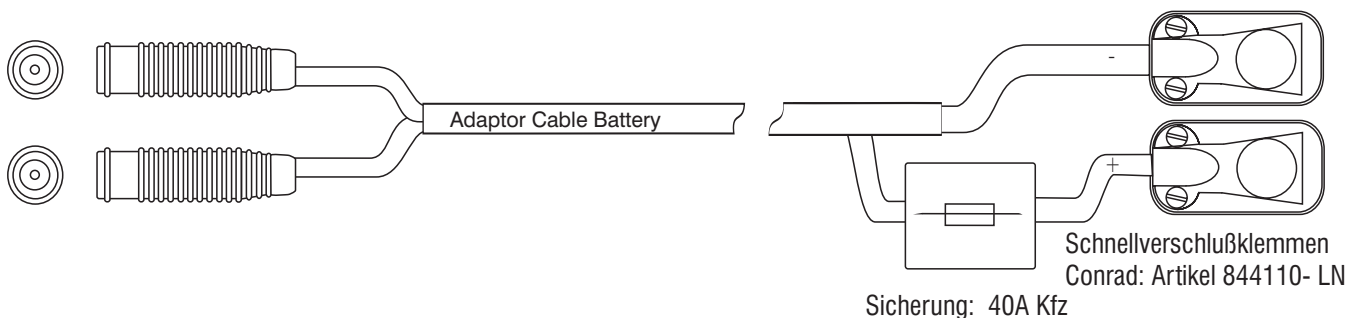 -
Adaptor Cable Battery
+
Schnellverschlußklemmen
Conrad: Artikel 844110- LN
Sicherung: 40A Kfz